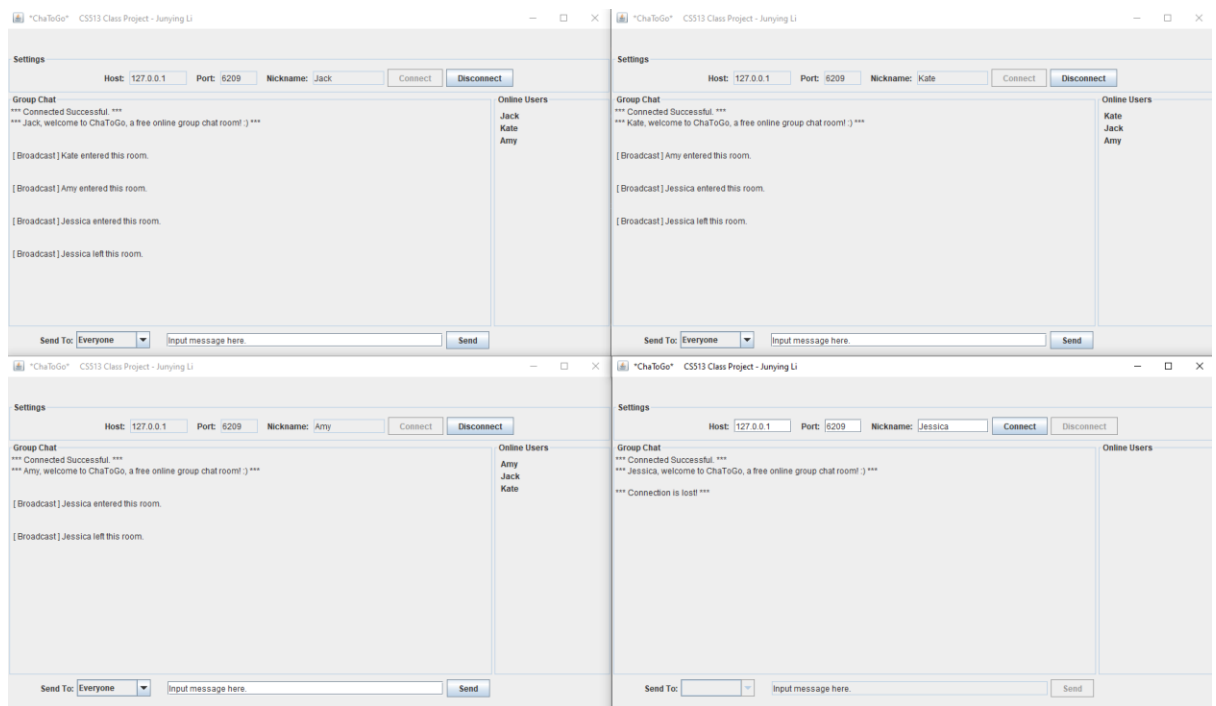 *ChaToGo* CS513 Class Project - Junying Li
Settings
Host: 127.0.0.1 Port: 6209 Nickname: Jack Connect Disconnect
Group Chat
Online Users
*** Connected Successful. ***
*** Jack, welcome to ChaToGo, a free online group chat room! :) ***
[ Broadcast ] Kate entered this room.
[ Broadcast ] Amy entered this room.
[ Broadcast ] Jessica entered this room.
[ Broadcast ] Jessica left this room.
Jack
Kate
Amy
Send To: Everyone Input message here. Send
*ChaToGo* CS513 Class Project - Junying Li
Settings
Host: 127.0.0.1 Port: 6209 Nickname: Kate Connect Disconnect
Group Chat
Online Users
*** Connected Successful. ***
*** Kate, welcome to ChaToGo, a free online group chat room! :) ***
[ Broadcast ] Amy entered this room.
[ Broadcast ] Jessica entered this room.
[ Broadcast ] Jessica left this room.
Kate
Jack
Amy
Send To: Everyone Input message here. Send
*ChaToGo* CS513 Class Project - Junying Li
Settings
Host: 127.0.0.1 Port: 6209 Nickname: Amy Connect Disconnect
Group Chat
Online Users
*** Connected Successful. ***
*** Amy, welcome to ChaToGo, a free online group chat room! :) ***
[ Broadcast ] Jessica entered this room.
[ Broadcast ] Jessica left this room.
Amy
Jack
Kate
Send To: Everyone Input message here. Send
*ChaToGo* CS513 Class Project - Junying Li
Settings
Host: 127.0.0.1 Port: 6209 Nickname: Jessica Connect Disconnect
Group Chat
Online Users
*** Connected Successful. ***
*** Jessica, welcome to ChaToGo, a free online group chat room! :) ***
*** Connection is lost! ***
Send To: Input message here. Send